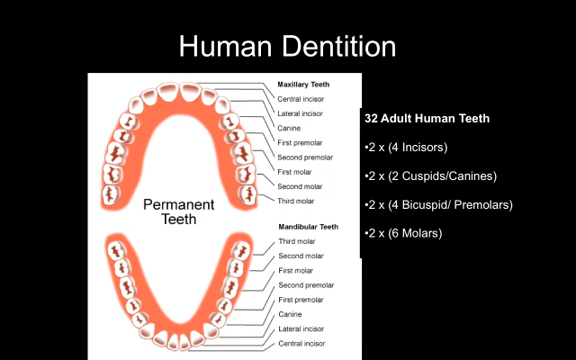 Human Dentition
Maxillary Teeth
Central incisor
Lateral incisor
Canine
First premolar
Second premolar
First molar
Second molar
Third molar
Permanent
Teeth
Mandibular Teeth
Third molar
Second molar
First molar
Second premolar
First premolar
Canine
Lateral incisor
Central incisor
32 Adult Human Teeth
•2 x (4 Incisors)
•2 x (2 Cuspids/Canines)
•2 x (4 Bicuspid/ Premolars)
•2 x (6 Molars)